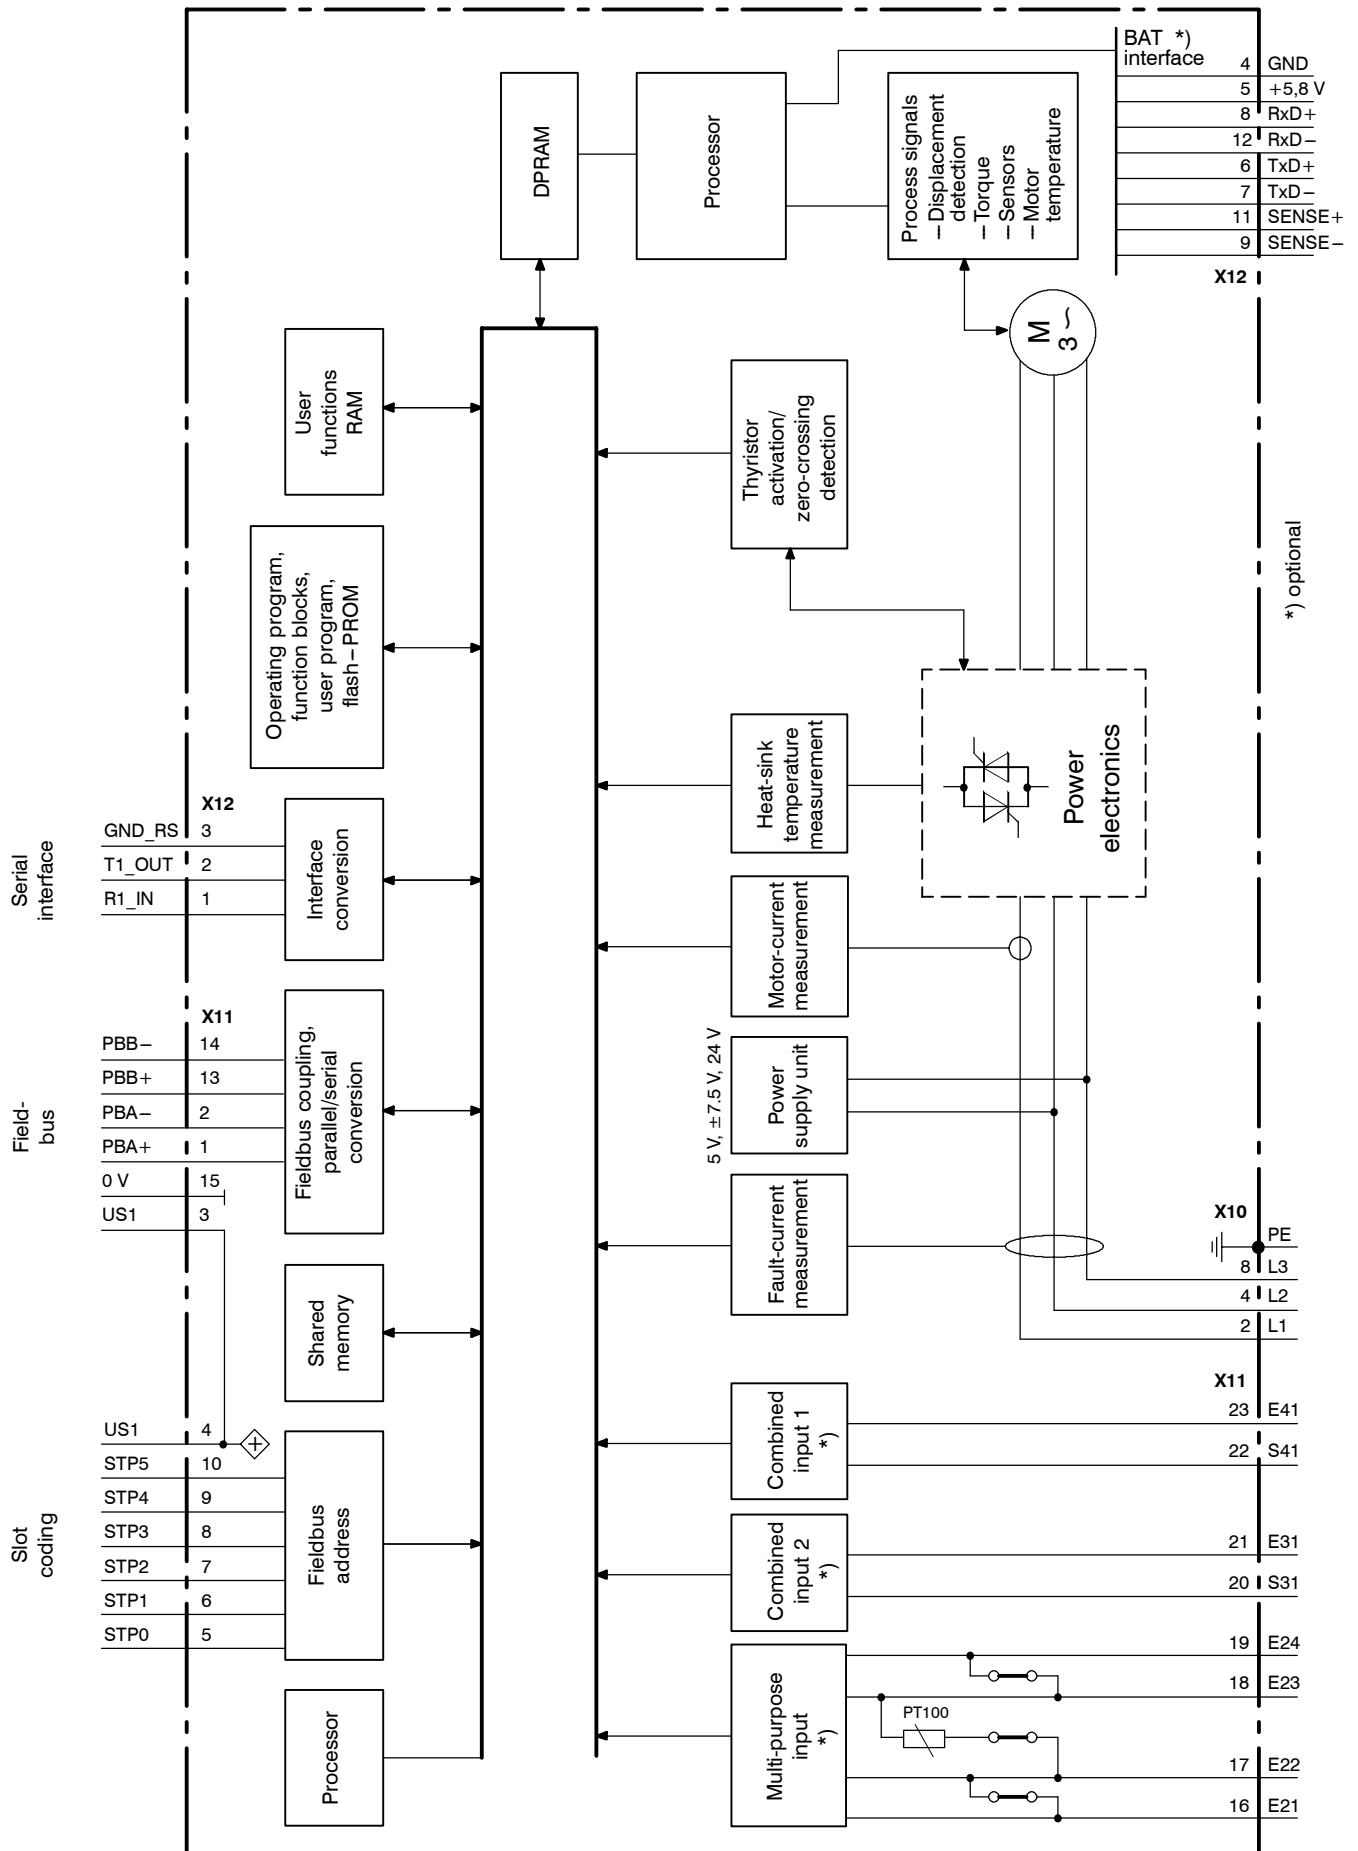 BAT *)
interface
4 GND
5 +5,8 V
8 RxD+
12 RxD−
6 TxD+
7 TxD−
11 SENSE+
9 SENSE−
X12
DPRAM
Processor
Process signals
– Displacement
detection
– Torque
– Sensors
– Motor
temperature
M
3 ~
User
functions
RAM
Thyristor
activation/
zero-crossing
detection
*) optional
Operating program,
function blocks,
user program,
flash−PROM
Heat-sink
temperature
measurement
Power
electronics
Serial
interface
X12
GND_RS 3
T1_OUT 2
R1_IN 1
Interface
conversion
Motor-current
measurement
Field-
bus
X11
PBB− 14
PBB+ 13
PBA− 2
PBA+ 1
0 V 15
US1 3
Fieldbus coupling,
parallel/serial
conversion
5 V, ±7.5 V, 24 V
Power
supply unit
Fault-current
measurement
X10
PE
8 L3
4 L2
2 L1
Shared
memory
Slot
coding
US1 4
STP5 10
STP4 9
STP3 8
STP2 7
STP1 6
STP0 5
Fieldbus
address
X11
Combined
input 1
*)
23 E41
22 S41
Combined
input 2
*)
21 E31
20 S31
Processor
Multi-purpose
input
*)
PT100
19 E24
18 E23
17 E22
16 E21